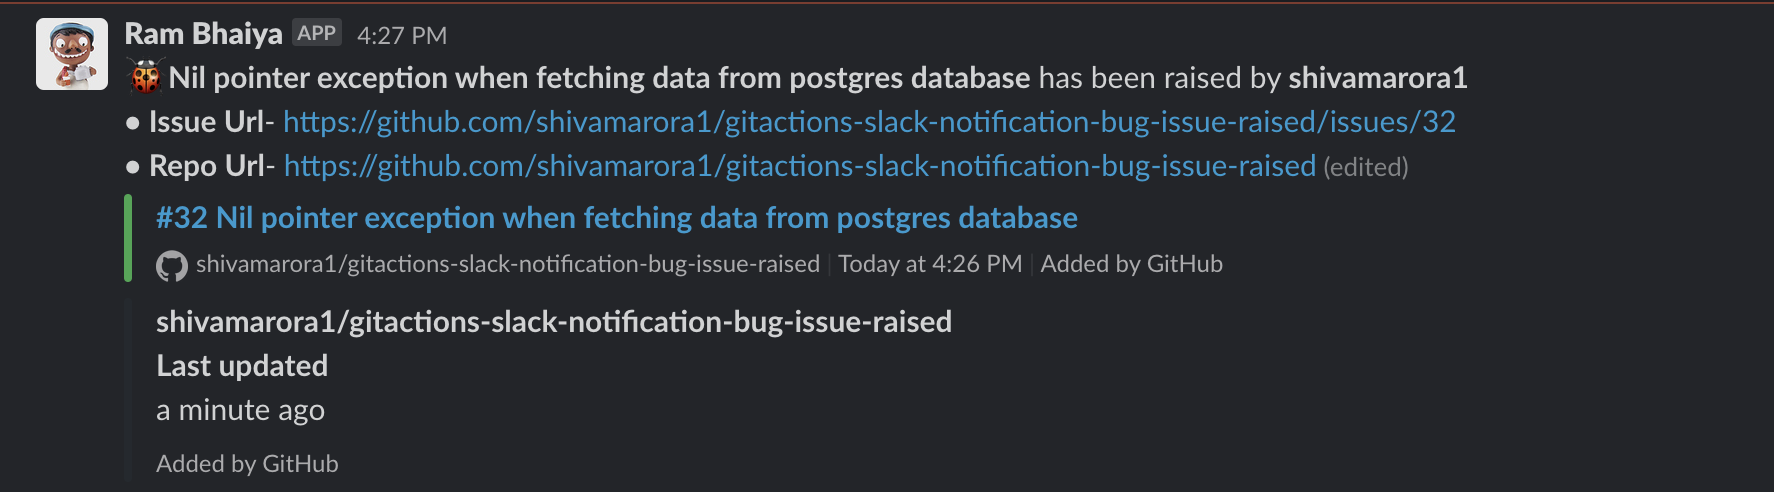 Ram Bhaiya APP 4:27 PM
🐞Nil pointer exception when fetching data from postgres database has been raised by shivamarora1
• Issue Url- https://github.com/shivamarora1/gitactions-slack-notification-bug-issue-raised/issues/32
• Repo Url- https://github.com/shivamarora1/gitactions-slack-notification-bug-issue-raised (edited)
#32 Nil pointer exception when fetching data from postgres database
shivamarora1/gitactions-slack-notification-bug-issue-raised | Today at 4:26 PM | Added by GitHub
shivamarora1/gitactions-slack-notification-bug-issue-raised
Last updated
a minute ago
Added by GitHub